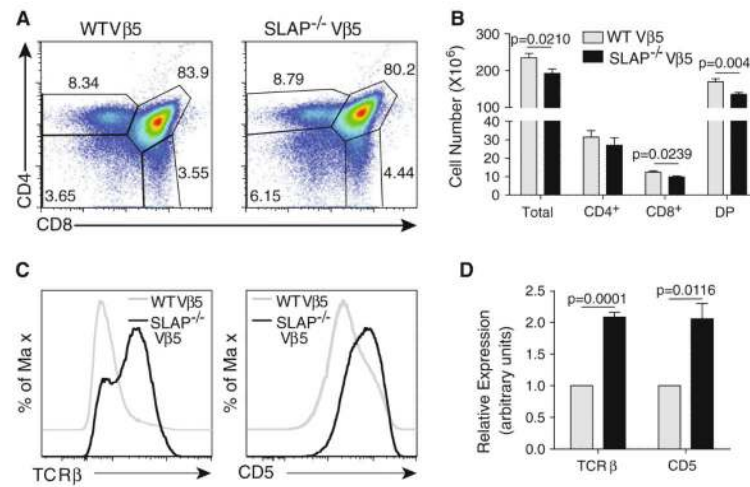 A
WTVβ5
SLAP-/- Vβ5
8.34
83.9
3.55
3.65
8.79
80.2
4.44
6.15
CD4
CD8
B
WT Vβ5
SLAP-/- Vβ5
p=0.0210
p=0.004
p=0.0239
Cell Number (X10⁶)
300
200
100
40
30
20
10
0
Total
CD4+
CD8+
DP
C
WTVβ5
SLAP-/-
Vβ5
% of Ma x
TCRβ
WTVβ5
SLAP-/-
Vβ5
% of Ma x
CD5
D
p=0.0001
p=0.0116
Relative Expression
(arbitrary units)
2.5
2.0
1.5
1.0
0.5
0.0
TCRβ
CD5